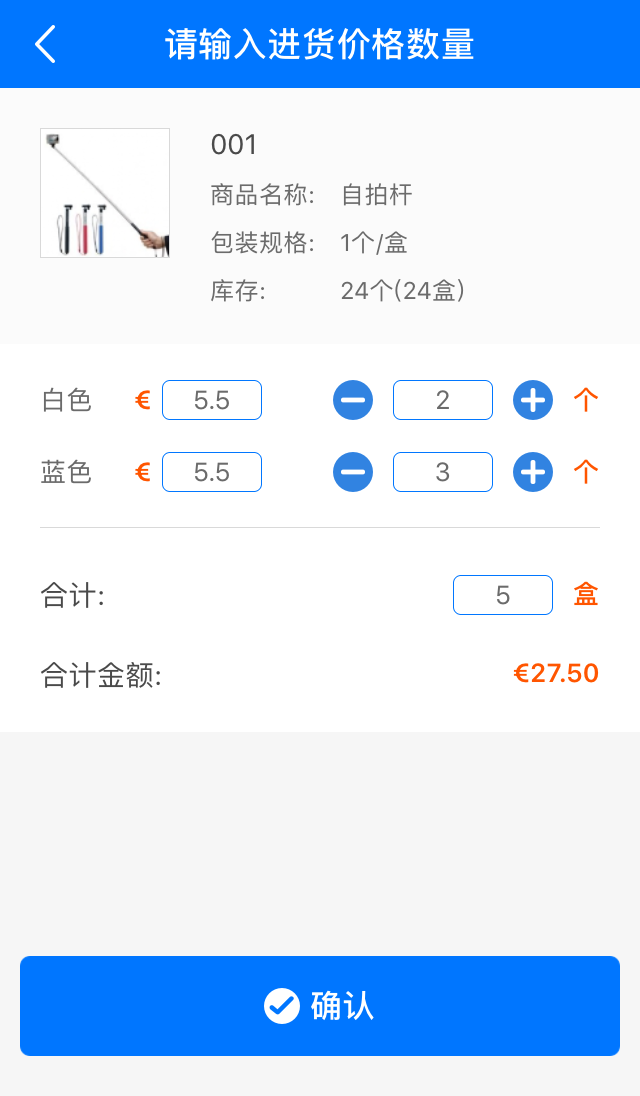 请输入进货价格数量
001
商品名称: 自拍杆
包装规格: 1个/盒
库存: 24个(24盒)
白色 € 5.5 2 个
蓝色 € 5.5 3 个
合计: 5 盒
合计金额: €27.50
确认